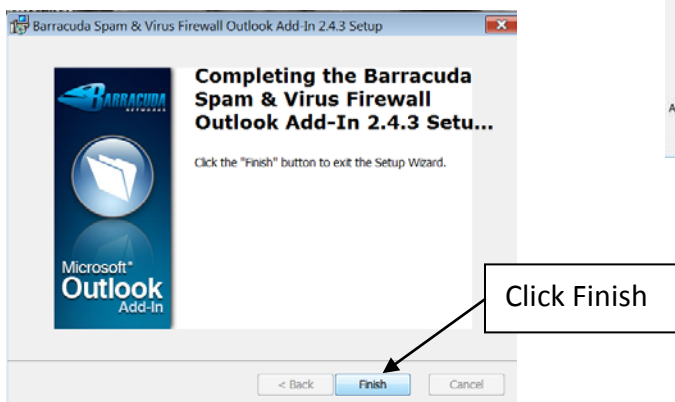 Barracuda Spam & Virus Firewall Outlook Add-In 2.4.3 Setup
BARRACUDA
NETWORKS
Completing the Barracuda
Spam & Virus Firewall
Outlook Add-In 2.4.3 Setu...
Click the "Finish" button to exit the Setup Wizard.
Microsoft®
Outlook
Add-In
Click Finish
< Back
Finish
Cancel
A